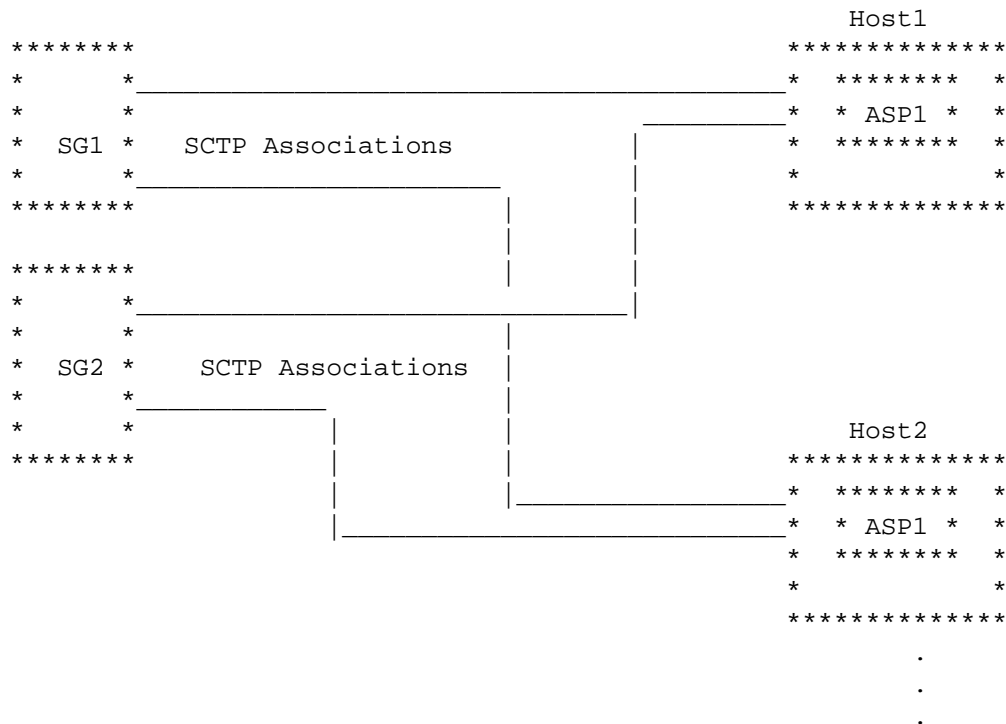 Host1
ASP1
SG1 SCTP Associations
SG2 SCTP Associations
Host2
ASP1